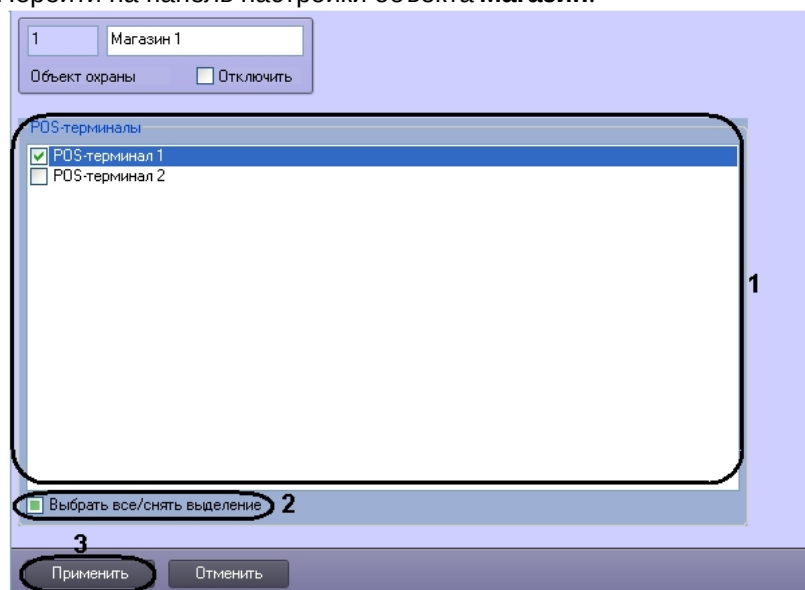 Перейти на панель настройки объекта Магазин.
1 Магазин 1
Объект охраны Отключить
POS-терминалы
POS-терминал 1
POS-терминал 2
1
Выбрать все/снять выделение 2
3
Применить Отменить